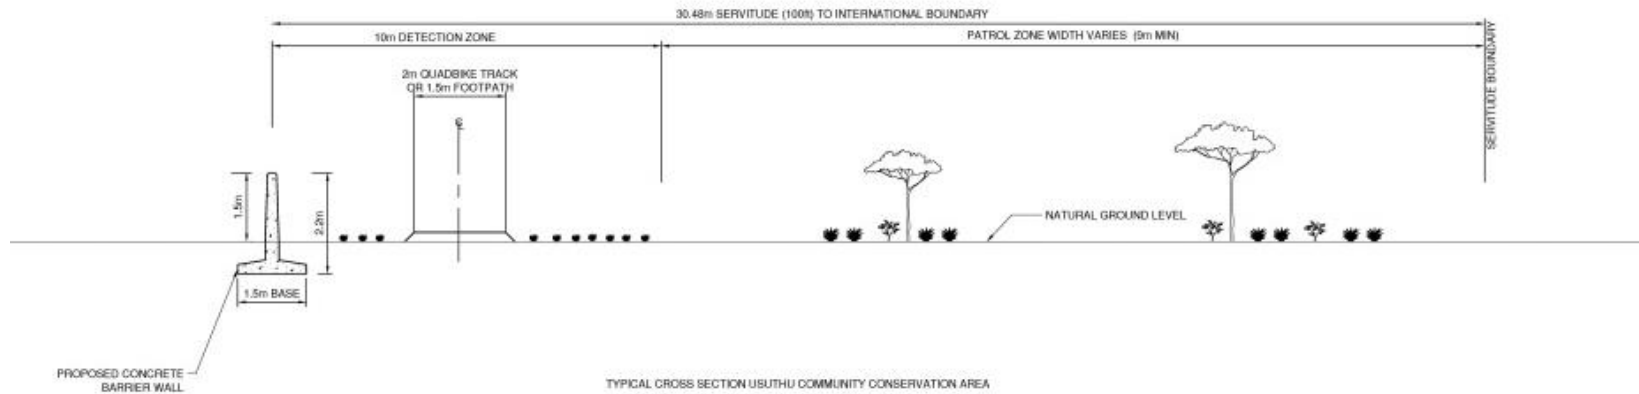 30.48m SERVITUDE (100ft) TO INTERNATIONAL BOUNDARY
10m DETECTION ZONE
PATROL ZONE WIDTH VARIES (9m MIN)
SERVITUDE BOUNDARY
2m QUADBIKE TRACK
OR 1.5m FOOTPATH
1.5m
2.2m
NATURAL GROUND LEVEL
1.5m BASE
PROPOSED CONCRETE
BARRIER WALL
TYPICAL CROSS SECTION USUTHU COMMUNITY CONSERVATION AREA